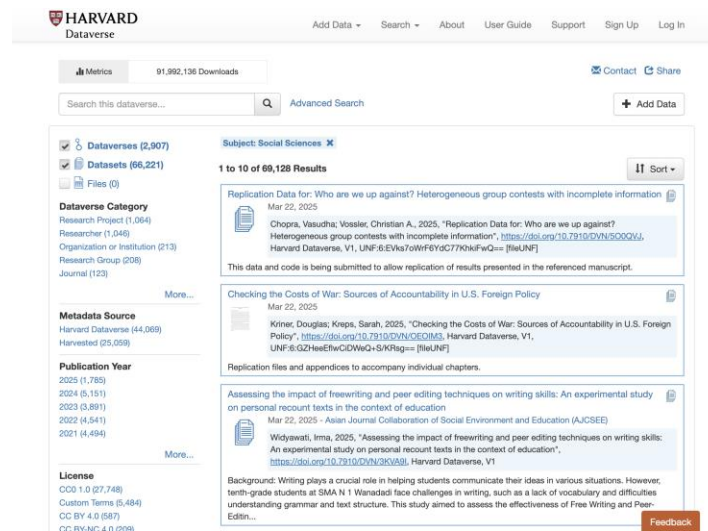 HARVARD
Dataverse
Add Data
Search
About
User Guide
Support
Sign Up
Log In
Metrics
91,992,136 Downloads
Contact
Share
Search this dataverse...
Advanced Search
Add Data
Dataverses (2,907)
Datasets (66,221)
Files (0)
Dataverse Category
Research Project (1,064)
Researcher (1,046)
Organization or Institution (213)
Research Group (208)
Journal (123)
More...
Metadata Source
Harvard Dataverse (44,069)
Harvested (25,059)
Publication Year
2025 (1,785)
2024 (5,151)
2023 (3,891)
2022 (4,541)
2021 (4,494)
More...
License
CC0 1.0 (27,748)
Custom Terms (5,484)
CC BY 4.0 (587)
CC BY-NC 4.0 (209)
Subject: Social Sciences X
1 to 10 of 69,128 Results
Sort
Replication Data for: Who are we up against? Heterogeneous group contests with incomplete information
Mar 22, 2025
Chopra, Vasudha; Vossler, Christian A., 2025, "Replication Data for: Who are we up against?
Heterogeneous group contests with incomplete information", https://doi.org/10.7910/DVN/5O0QVJ,
Harvard Dataverse, V1, UNF:6:EVks7oWrF6YdC77KhkiFwQ== [fileUNF]
This data and code is being submitted to allow replication of results presented in the referenced manuscript.
Checking the Costs of War: Sources of Accountability in U.S. Foreign Policy
Mar 22, 2025
Kriner, Douglas; Kreps, Sarah, 2025, "Checking the Costs of War: Sources of Accountability in U.S. Foreign
Policy", https://doi.org/10.7910/DVN/OEOIM3, Harvard Dataverse, V1,
UNF:6:GZHeeEflwCiDWeQ+S/KRsg== [fileUNF]
Replication files and appendices to accompany individual chapters.
Assessing the impact of freewriting and peer editing techniques on writing skills: An experimental study
on personal recount texts in the context of education
Mar 22, 2025 - Asian Journal Collaboration of Social Environment and Education (AJCSEE)
Widyawati, Irma, 2025, "Assessing the impact of freewriting and peer editing techniques on writing skills:
An experimental study on personal recount texts in the context of education",
https://doi.org/10.7910/DVN/3KVA9I, Harvard Dataverse, V1
Background: Writing plays a crucial role in helping students communicate their ideas in various situations. However,
tenth-grade students at SMA N 1 Wanadadi face challenges in writing, such as a lack of vocabulary and difficulties
understanding grammar and text structure. This study aimed to assess the effectiveness of Free Writing and Peer-
Editin...
Feedback